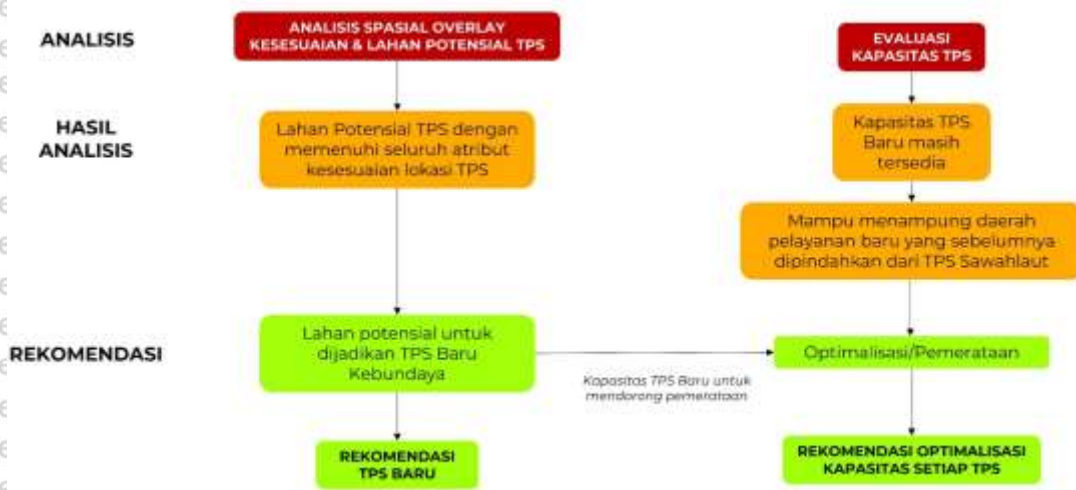 ANALISIS
ANALISIS SPASIAL OVERLAY
KESESUAIAN & LAHAN POTENSIAL TPS
EVALUASI
KAPASITAS TPS
HASIL
ANALISIS
Lahan Potensial TPS dengan
memenuhi seluruh atribut
kesesuaian lokasi TPS
Kapasitas TPS
Baru masih
tersedia
Mampu menampung daerah
pelayanan baru yang sebelumnya
dipindahkan dari TPS Sawahlaut
REKOMENDASI
Lahan potensial untuk
dijadikan TPS Baru
Kebundaya
Kapasitas TPS Baru untuk
mendorong pemerataan
Optimalisasi/Pemerataan
REKOMENDASI
TPS BARU
REKOMENDASI OPTIMALISASI
KAPASITAS SETIAP TPS